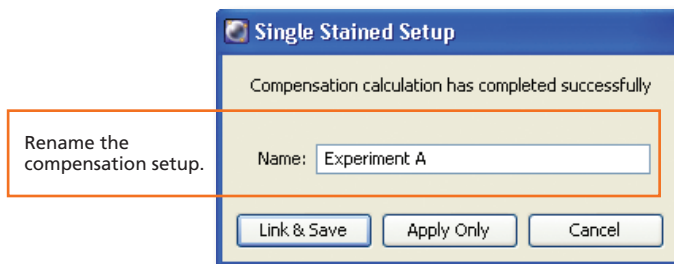 Single Stained Setup
Compensation calculation has completed successfully
Rename the
compensation setup.
Name: Experiment A
Link & Save Apply Only Cancel